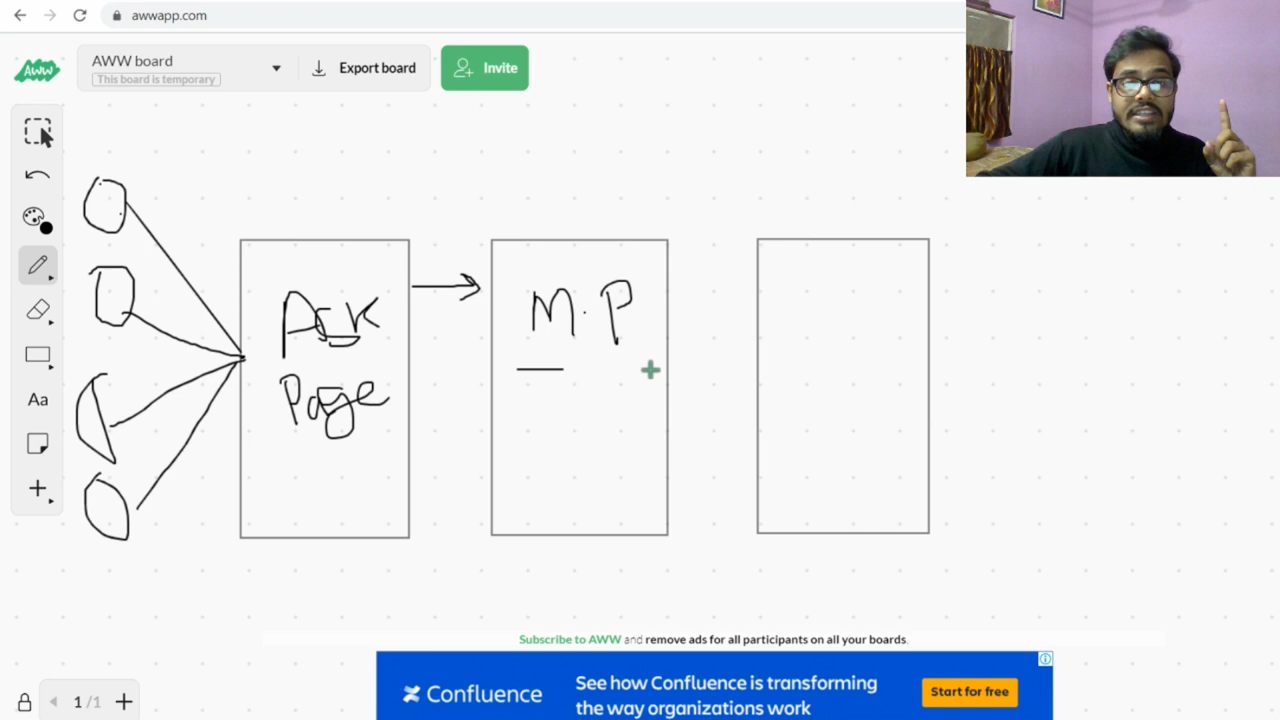 awwapp.com
AWW
AWW board
This board is temporary
Export board
Invite
Ask
Page
M.P
Aa
Subscribe to AWW and remove ads for all participants on all your boards.
Confluence
See how Confluence is transforming
the way organizations work
Start for free
1 /1